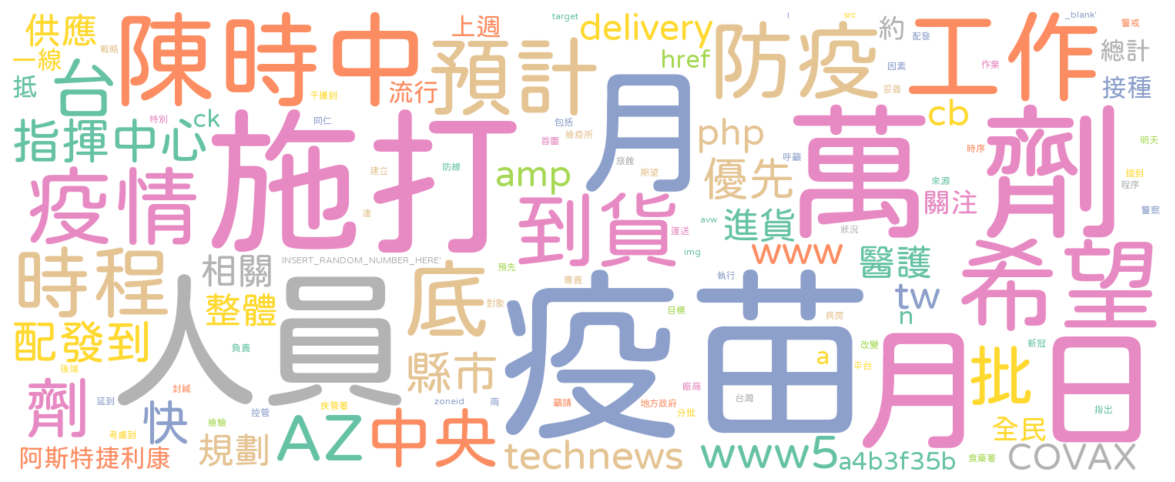 供應
陳時中
上週
target
delivery
src
防疫
約
工作
_blank'
警戒
一線
戰略
預計
href
配發
總計
抵
台
流行
因素
作業
接種
干擾到
指揮中心
特別
ck
施打
同仁
包括
首圖
檢疫所
月
php
萬
cb
劑
明天
疫情
建立
防線
amp
旅館
期望
優先
呼籲
時序
提到
程序
來源
關注
警察
達
到貨
運送
avw
進貨
狀況
時程
相關
INSERT_RANDOM_NUMBER_HERE'
img
www
醫護
希望
人員
底
預先
專責
執行
整體
封象
疫苗
目標
病房
tw
n
配發到
負責
縣市
a
改變
平台
月
批
新冠
日
後端
劑
封緘
廠商
台灣
延到
快
控管
疾管署
zoneid
兩
籲請
地方政府
分批
指出
考慮到
檢驗
AZ
中央
全民
阿斯特捷利康
規劃
technews
www5
a4b3f35b
食藥署
COVAX